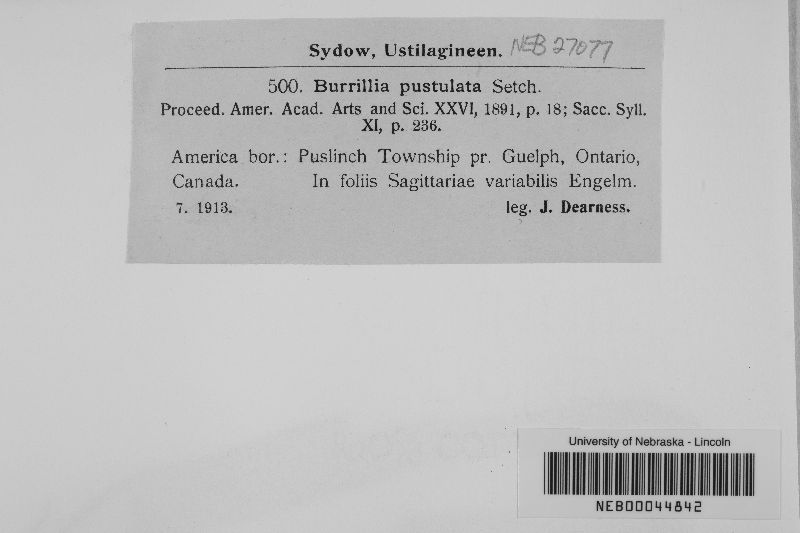 Sydow, Ustilagineen. NEB 27077
500. Burrillia pustulata Setch.
Proceed. Amer. Acad. Arts and Sci. XXVI, 1891, p. 18; Sacc. Syll.
XI, p. 236.
America bor.: Puslinch Township pr. Guelph, Ontario,
Canada. In foliis Sagittariae variabilis Engelm.
7. 1913. leg. J. Dearness.
University of Nebraska - Lincoln
NEB00044842